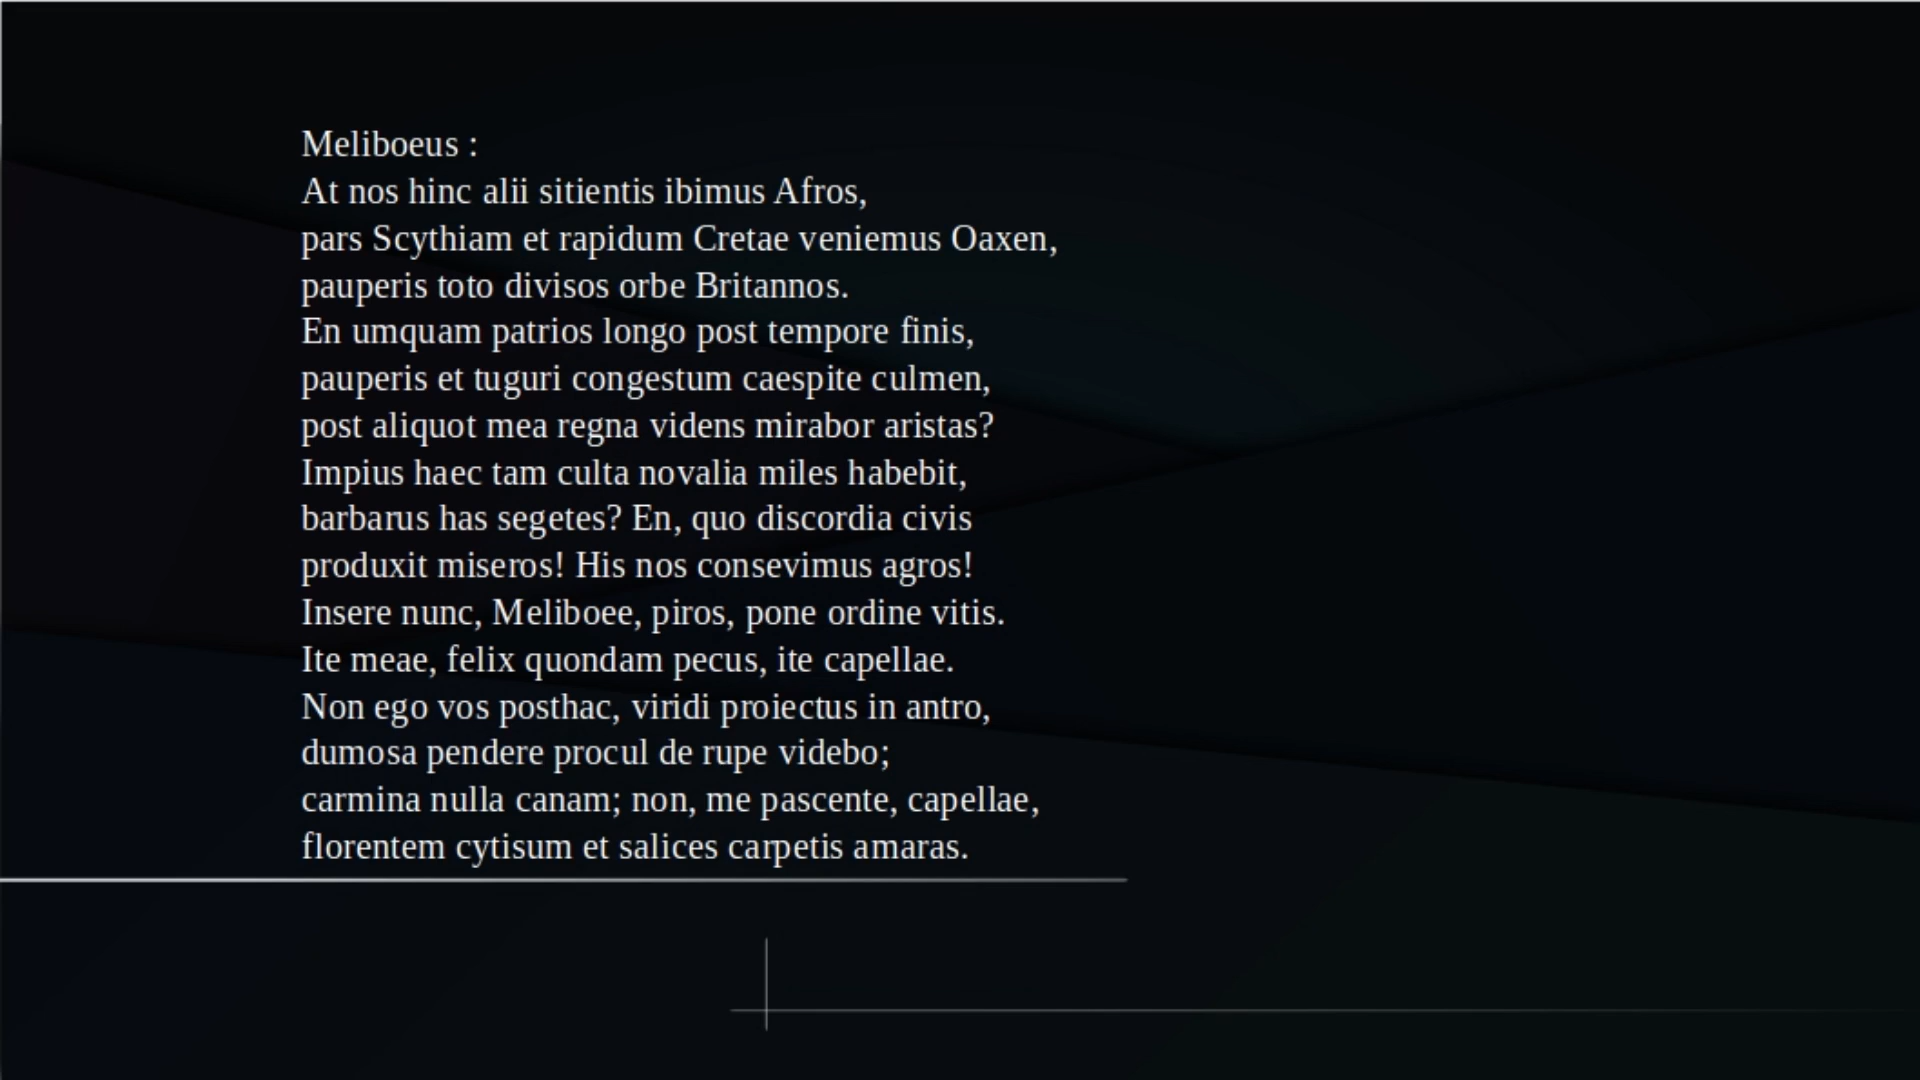 Meliboeus :
At nos hinc alii sitientis ibimus Afros,
pars Scythiam et rapidum Cretae veniemus Oaxen,
pauperis toto divisos orbe Britannos.
En umquam patrios longo post tempore finis,
pauperis et tuguri congestum caespite culmen,
post aliquot mea regna videns mirabor aristas?
Impius haec tam culta novalia miles habebit,
barbarus has segetes? En, quo discordia civis
produxit miseros! His nos consevimus agros!
Insere nunc, Meliboee, piros, pone ordine vitis.
Ite meae, felix quondam pecus, ite capellae.
Non ego vos posthac, viridi proiectus in antro,
dumosa pendere procul de rupe videbo;
carmina nulla canam; non, me pascente, capellae,
florentem cytisum et salices carpetis amaras.